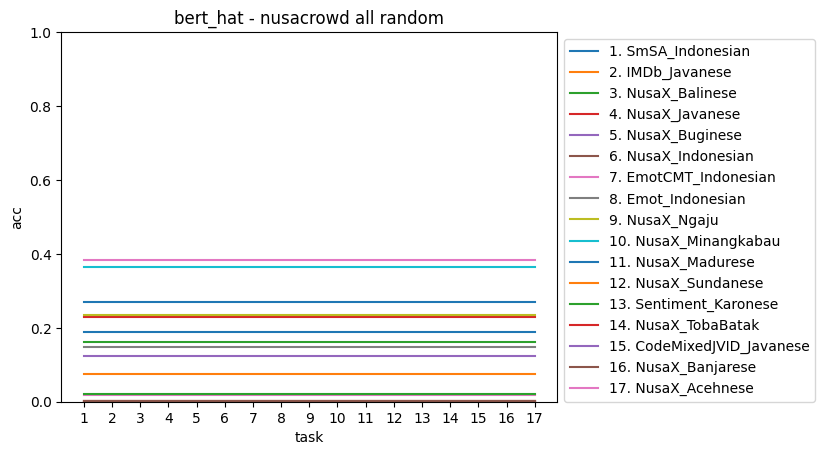 bert_hat - nusacrowd all random
1.0
0.8
0.6
0.4
0.2
0.0
acc
1 2 3 4 5 6 7 8 9 10 11 12 13 14 15 16 17
task
1. SmSA_Indonesian
2. IMDb_Javanese
3. NusaX_Balinese
4. NusaX_Javanese
5. NusaX_Buginese
6. NusaX_Indonesian
7. EmotCMT_Indonesian
8. Emot_Indonesian
9. NusaX_Ngaju
10. NusaX_Minangkabau
11. NusaX_Madurese
12. NusaX_Sundanese
13. Sentiment_Karonese
14. NusaX_TobaBatak
15. CodeMixedJVID_Javanese
16. NusaX_Banjarese
17. NusaX_Acehnese